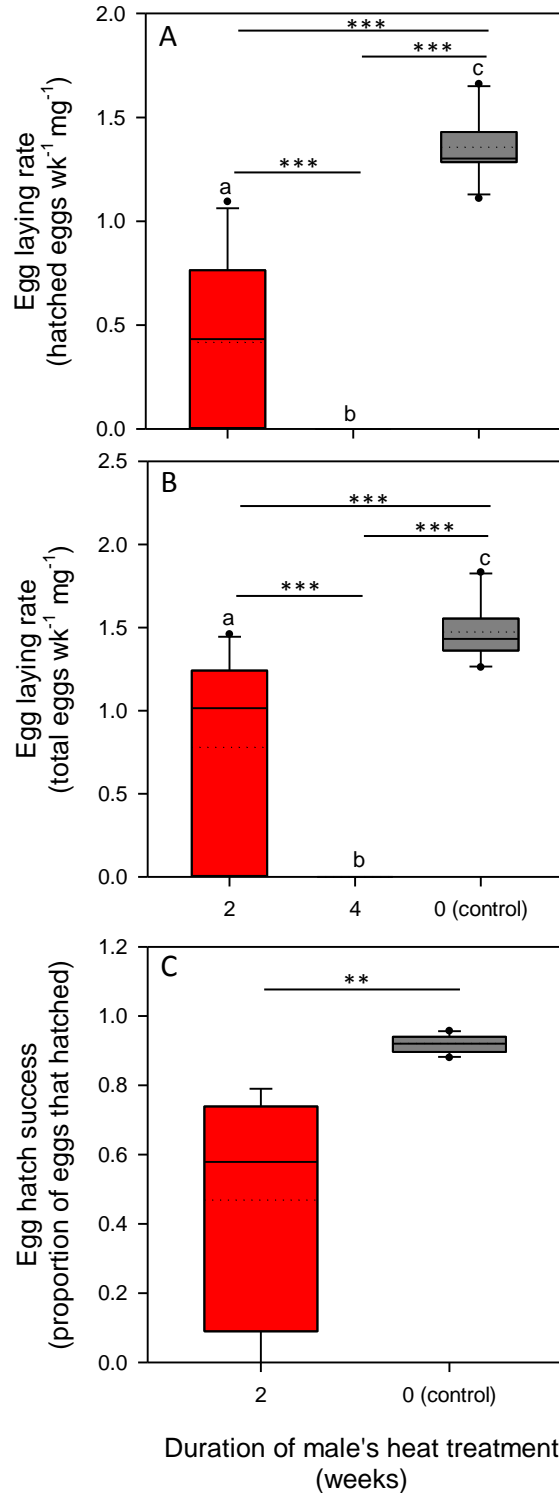 A
Egg laying rate
(hatched eggs wk⁻¹ mg⁻¹)
2.0
1.5
1.0
0.5
0.0
***
***
***
a
b
c
B
Egg laying rate
(total eggs wk⁻¹ mg⁻¹)
2.5
2.0
1.5
1.0
0.5
0.0
***
***
***
a
b
c
2
4
0 (control)
C
Egg hatch success
(proportion of eggs that hatched)
1.2
1.0
0.8
0.6
0.4
0.2
0.0
**
2
0 (control)
Duration of male's heat treatment
(weeks)